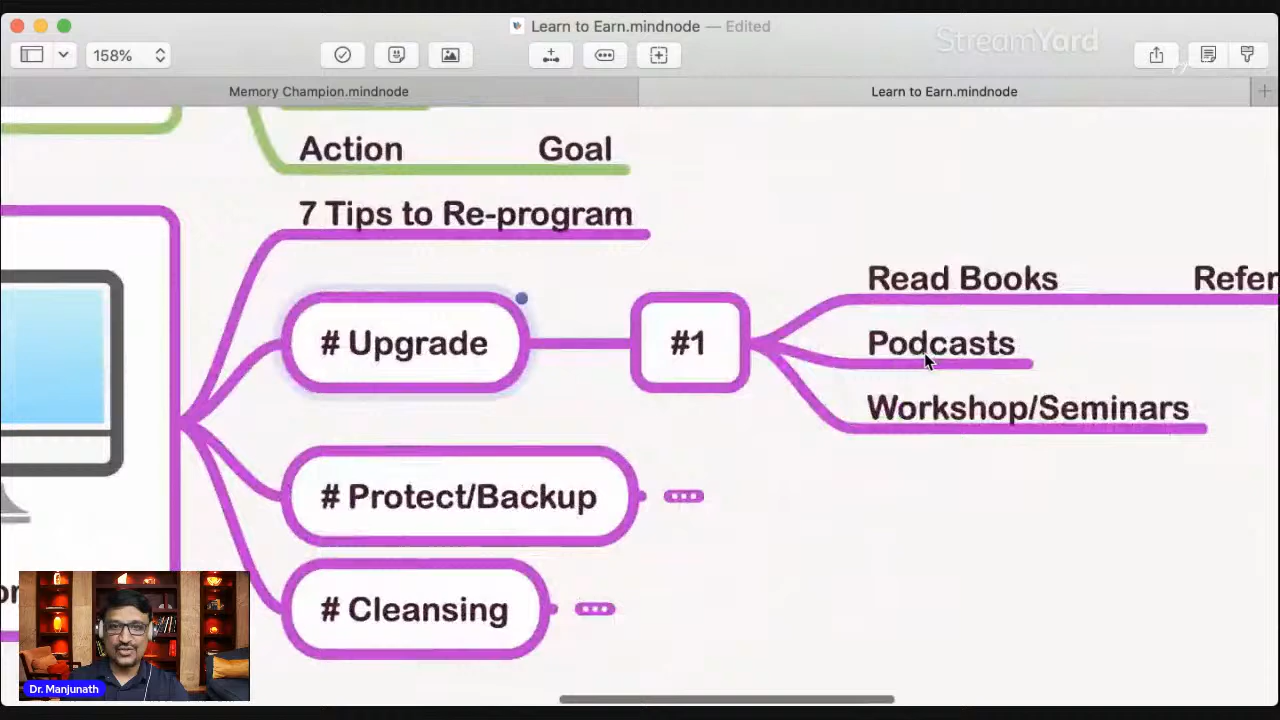 Learn to Earn.mindnode — Edited
158%
StreamYard
Memory Champion.mindnode
Learn to Earn.mindnode
Action
Goal
7 Tips to Re-program
# Upgrade
#1
Read Books
Podcasts
Workshop/Seminars
# Protect/Backup
# Cleansing
Dr. Manjunath